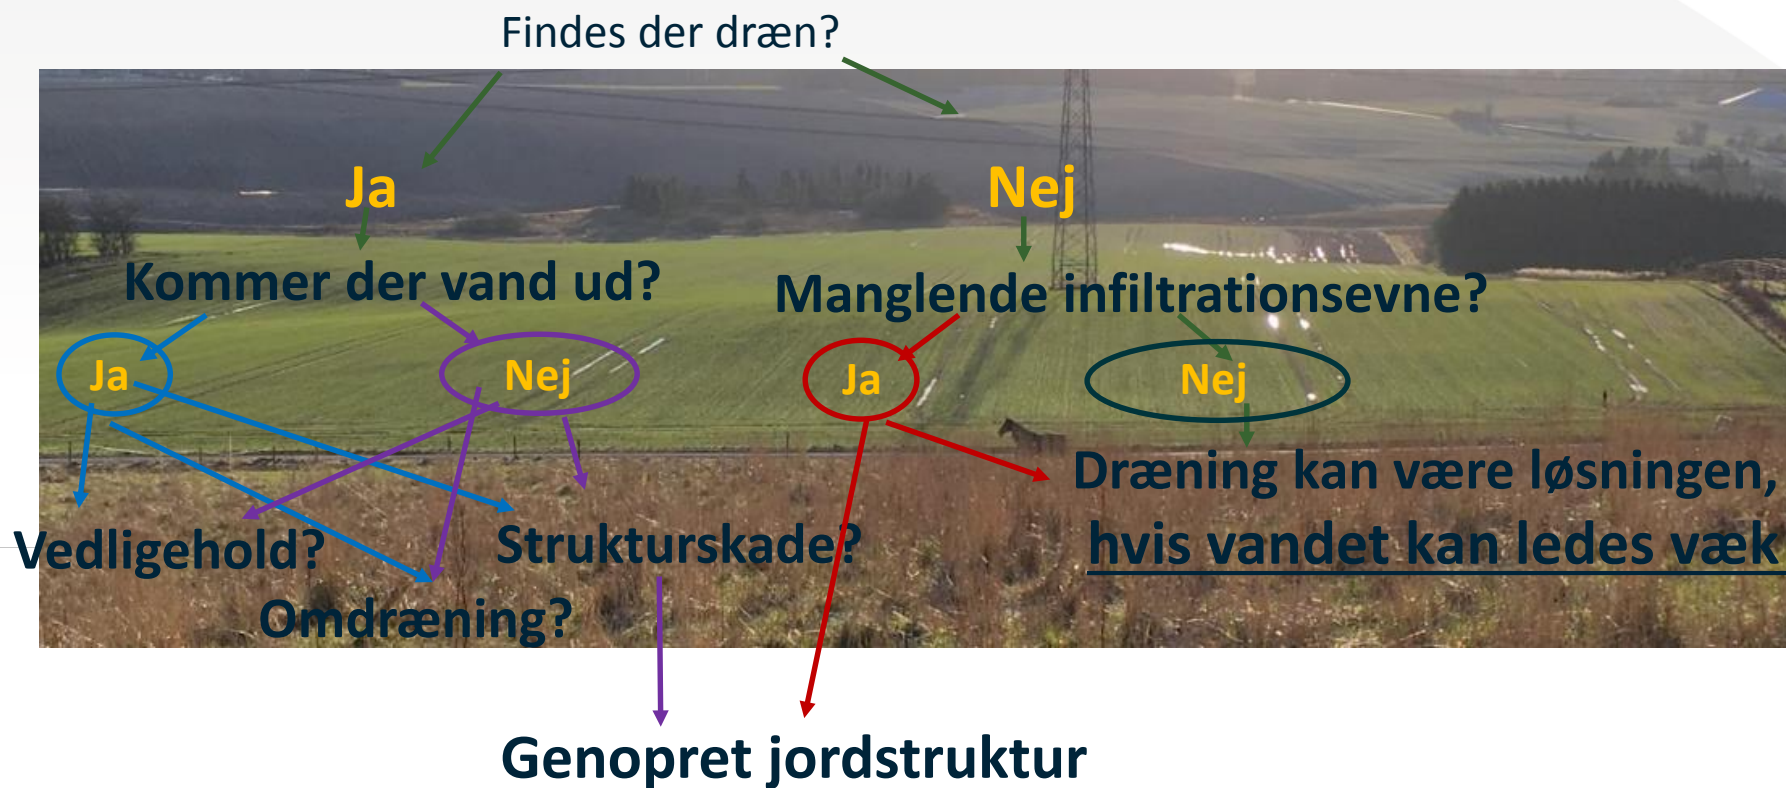 Findes der dræn?
Ja
Nej
Kommer der vand ud?
Manglende infiltrationsevne?
Ja
Nej
Ja
Nej
Dræning kan være løsningen,
hvis vandet kan ledes væk
Vedligehold?
Strukturskade?
Omdræning?
Genopret jordstruktur